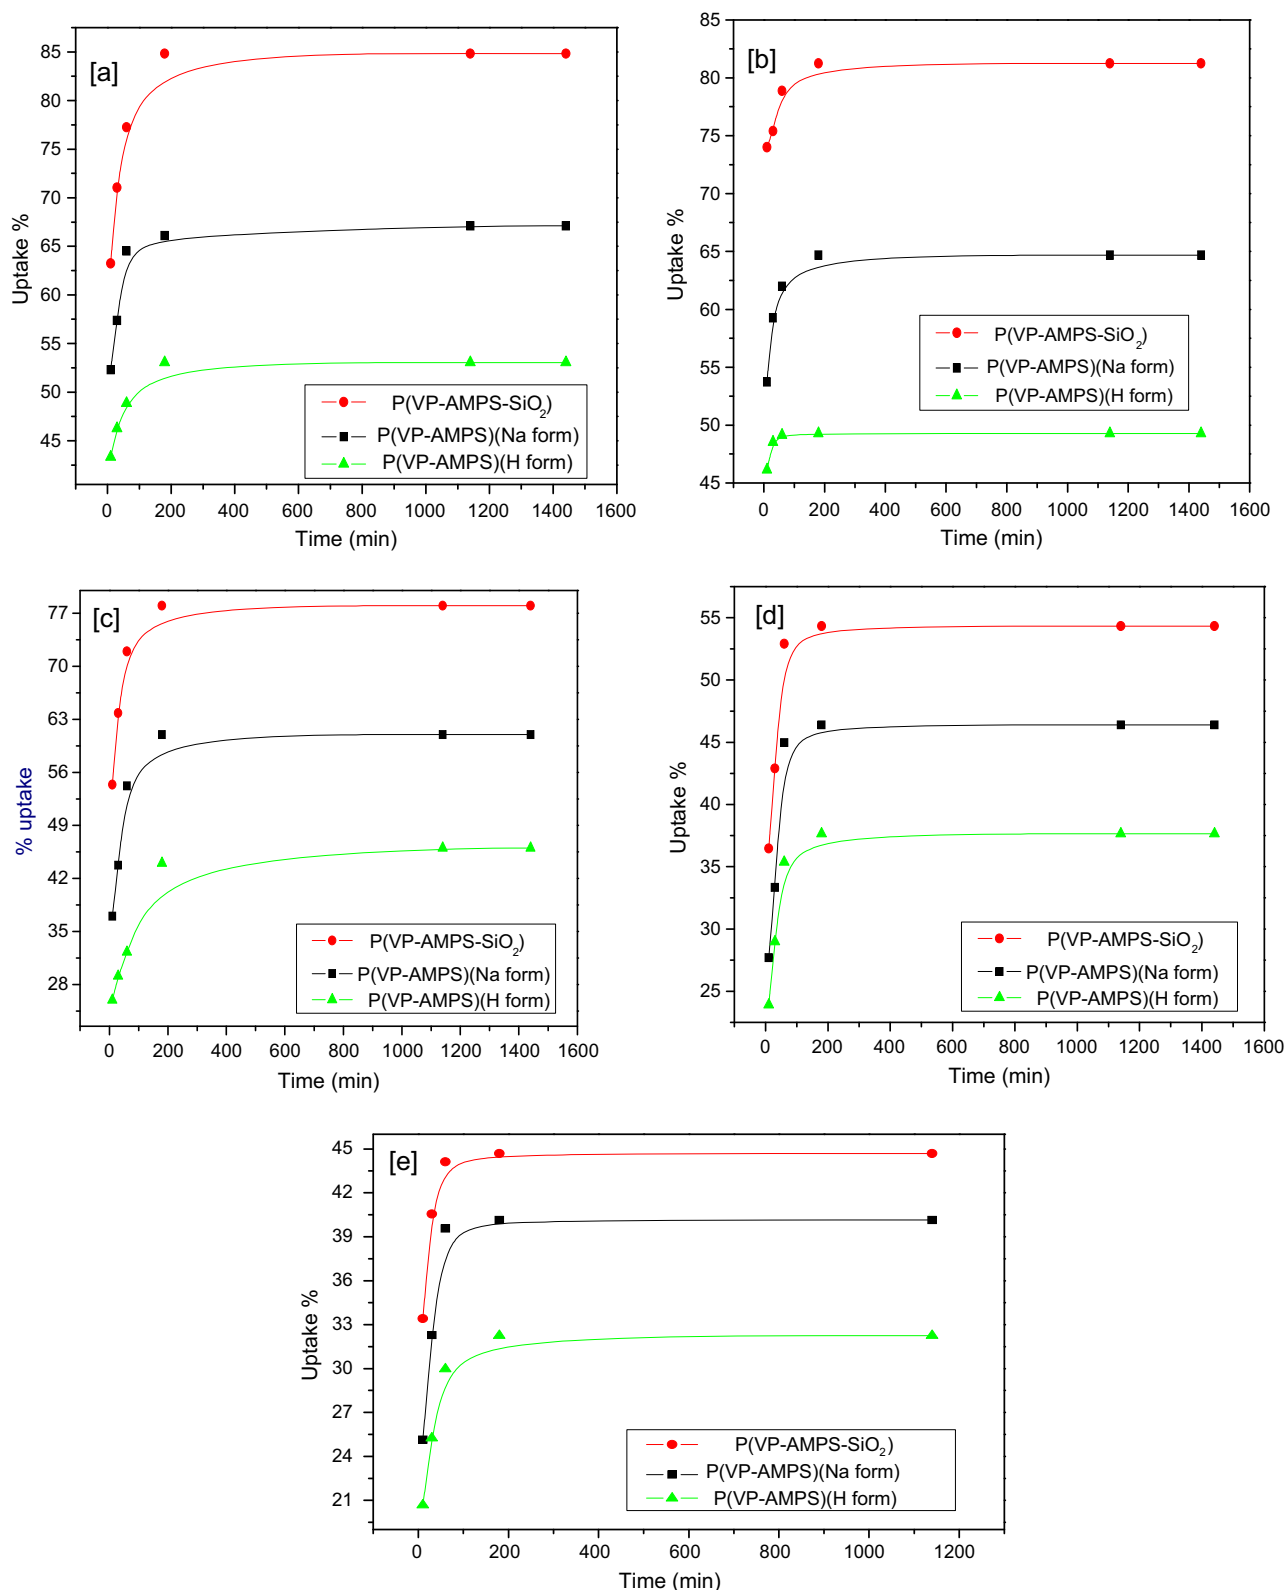 [a]
Uptake %
85
80
75
70
65
60
55
50
45
P(VP-AMPS-SiO2)
P(VP-AMPS)(Na form)
P(VP-AMPS)(H form)
0 200 400 600 800 1000 1200 1400 1600
Time (min)
[b]
Uptake %
85
80
75
70
65
60
55
50
45
P(VP-AMPS-SiO2)
P(VP-AMPS)(Na form)
P(VP-AMPS)(H form)
0 200 400 600 800 1000 1200 1400 1600
Time (min)
[c]
% uptake
77
70
63
56
49
42
35
28
P(VP-AMPS-SiO2)
P(VP-AMPS)(Na form)
P(VP-AMPS)(H form)
0 200 400 600 800 1000 1200 1400 1600
Time (min)
[d]
Uptake %
55
50
45
40
35
30
25
P(VP-AMPS-SiO2)
P(VP-AMPS)(Na form)
P(VP-AMPS)(H form)
0 200 400 600 800 1000 1200 1400 1600
Time (min)
[e]
Uptake %
45
42
39
36
33
30
27
24
21
P(VP-AMPS-SiO2)
P(VP-AMPS)(Na form)
P(VP-AMPS)(H form)
0 200 400 600 800 1000 1200
Time (min)